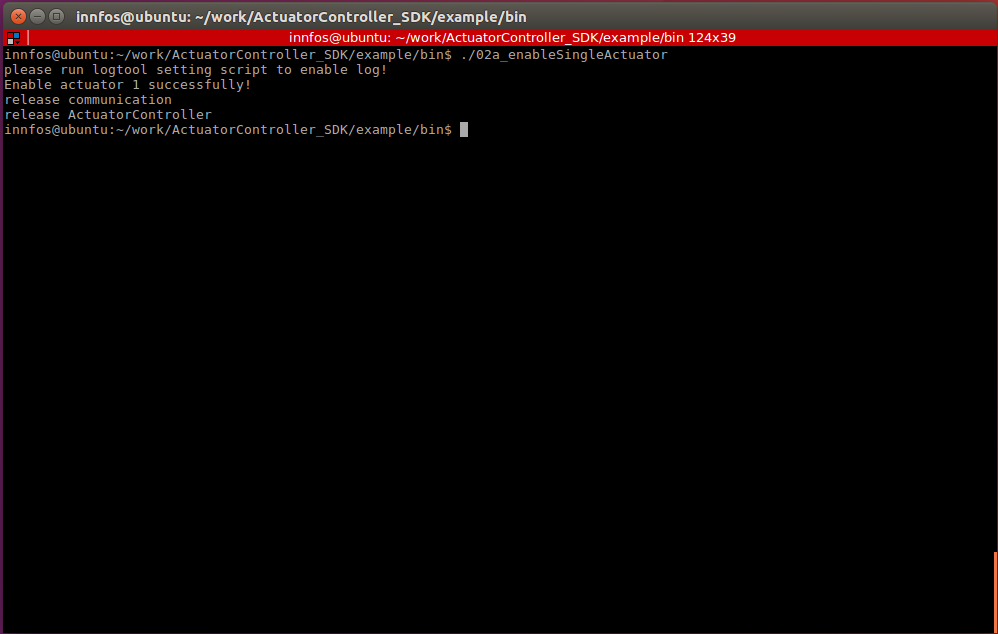 innfos@ubuntu: ~/work/ActuatorController_SDK/example/bin
innfos@ubuntu: ~/work/ActuatorController_SDK/example/bin 124x39
innfos@ubuntu:~/work/ActuatorController_SDK/example/bin$ ./02a_enableSingleActuator
please run logtool setting script to enable log!
Enable actuator 1 successfully!
release communication
release ActuatorController
innfos@ubuntu:~/work/ActuatorController_SDK/example/bin$